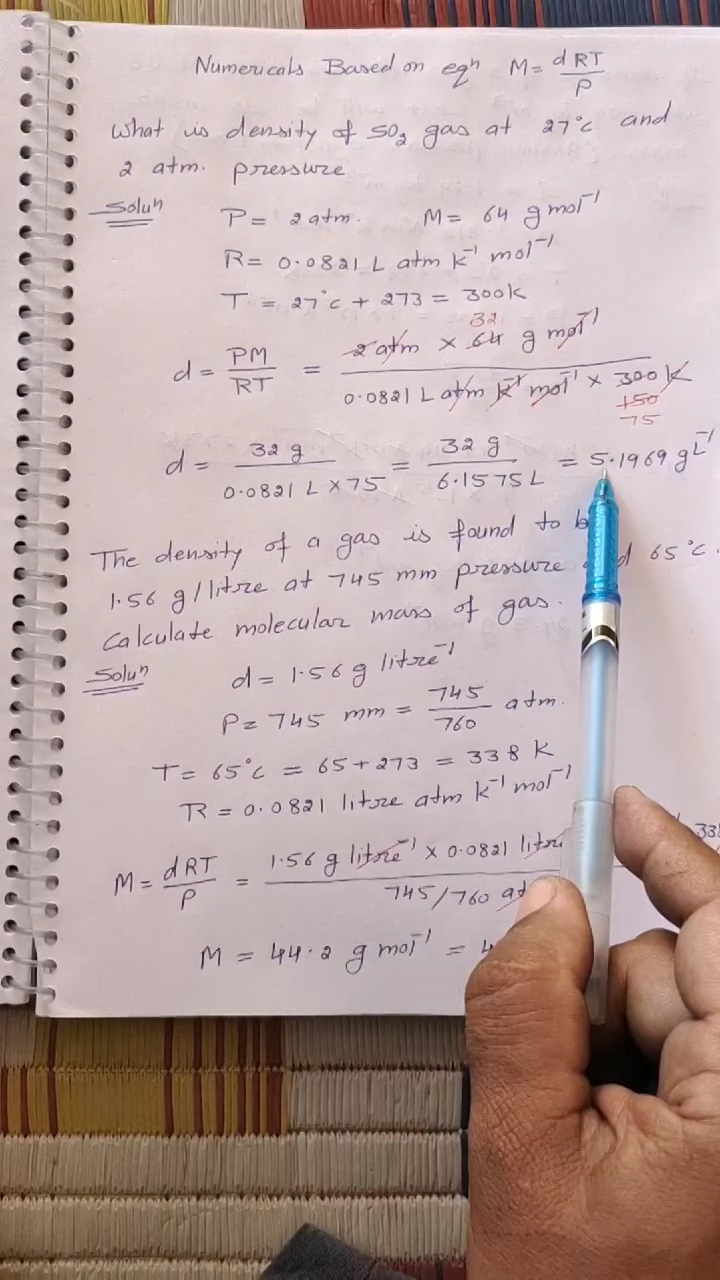 Numericals Based on eqⁿ M = dRT/P
What is density of SO₂ gas at 27°C and
2 atm. pressure
Soluⁿ P = 2 atm. M = 64 g mol⁻¹
R = 0.0821 L atm k⁻¹ mol⁻¹
T = 27°C + 273 = 300k
d = PM/RT = 2 atm × 64 g mol⁻¹ / 0.0821 L atm k⁻¹ mol⁻¹ × 300 K
32
150
75
d = 32 g / 0.0821 L × 75 = 32 g / 6.1575 L = 5.1969 g L⁻¹
The density of a gas is found to
1.56 g/litre at 745 mm pressure 65°C.
Calculate molecular mass of gas.
Soluⁿ d = 1.56 g litre⁻¹
P = 745 mm = 745/760 atm.
T = 65°C = 65 + 273 = 338 K
R = 0.0821 litre atm k⁻¹ mol⁻¹
M = dRT/P = 1.56 g litre⁻¹ × 0.0821 / 745/760
M = 44.2 g mol⁻¹ =